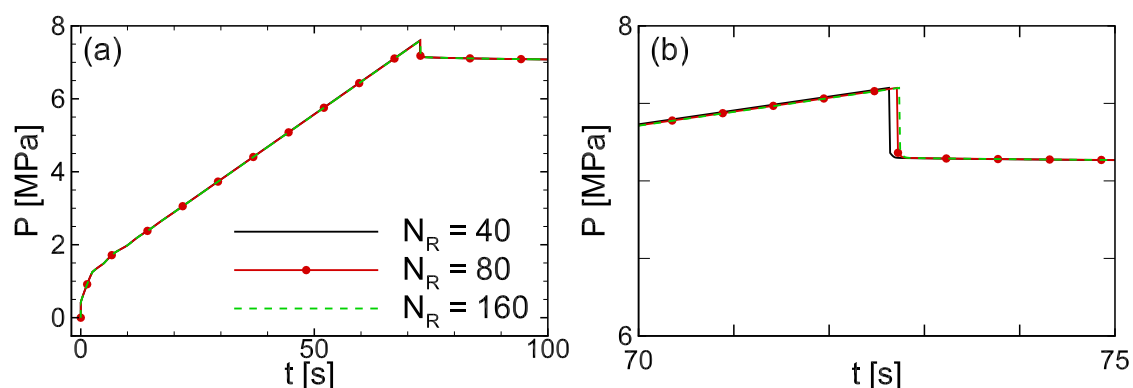 (a)
P [MPa]
8
6
4
2
0
N_R = 40
N_R = 80
N_R = 160
0
50
100
t [s]
(b)
P [MPa]
8
6
70
75
t [s]